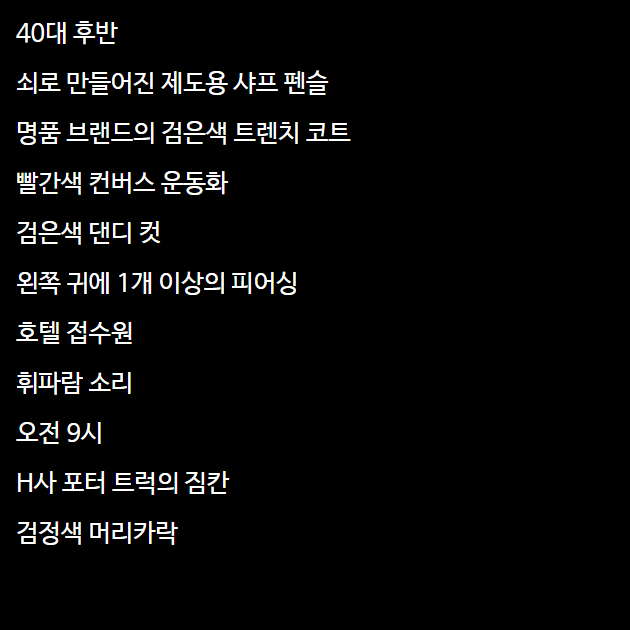 40대 후반
쇠로 만들어진 제도용 샤프 펜슬
명품 브랜드의 검은색 트렌치 코트
빨간색 컨버스 운동화
검은색 댄디 컷
왼쪽 귀에 1개 이상의 피어싱
호텔 접수원
휘파람 소리
오전 9시
H사 포터 트럭의 짐칸
검정색 머리카락